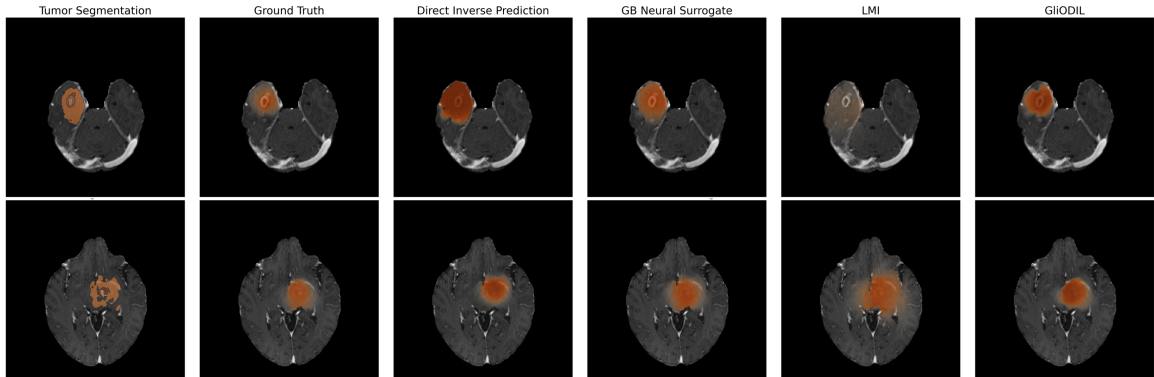 Tumor Segmentation
Ground Truth
Direct Inverse Prediction
GB Neural Surrogate
LMI
GliODIL